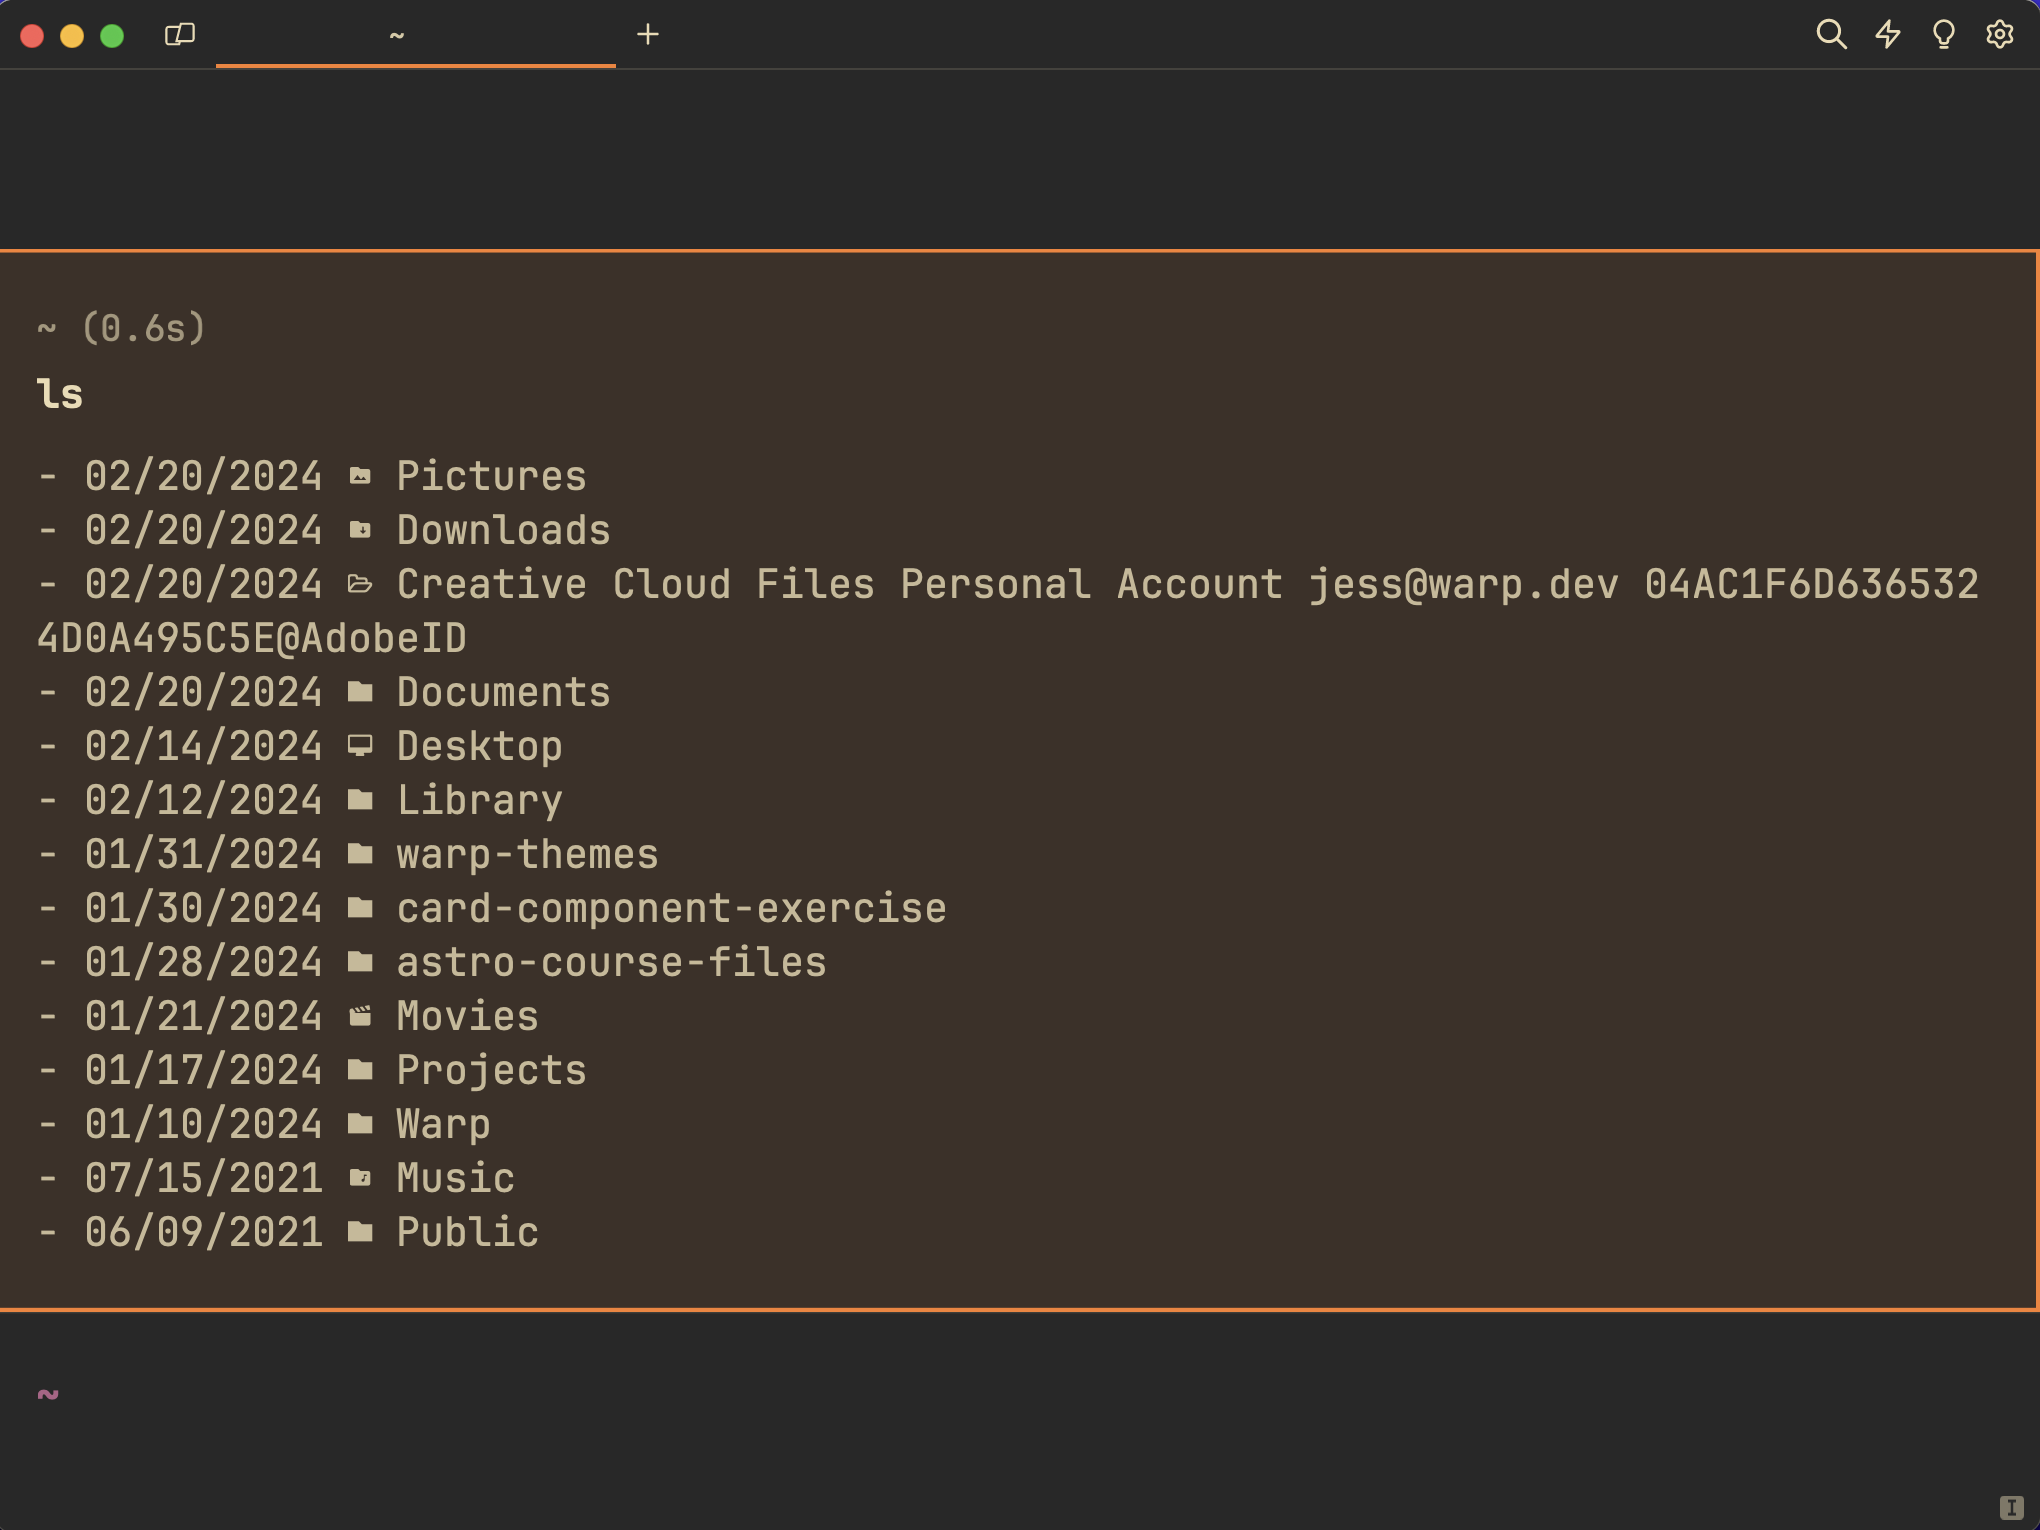 ~
~ (0.6s)
ls
- 02/20/2024 Pictures
- 02/20/2024 Downloads
- 02/20/2024 Creative Cloud Files Personal Account jess@warp.dev 04AC1F6D636532
4D0A495C5E@AdobeID
- 02/20/2024 Documents
- 02/14/2024 Desktop
- 02/12/2024 Library
- 01/31/2024 warp-themes
- 01/30/2024 card-component-exercise
- 01/28/2024 astro-course-files
- 01/21/2024 Movies
- 01/17/2024 Projects
- 01/10/2024 Warp
- 07/15/2021 Music
- 06/09/2021 Public
~
I